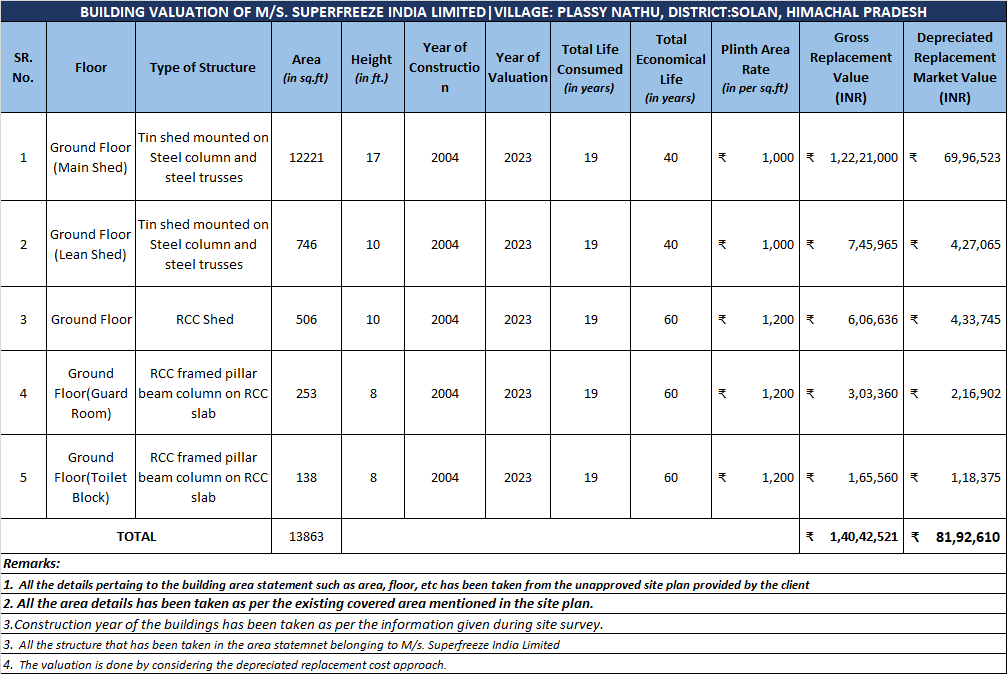 BUILDING VALUATION OF M/S. SUPERFREEZE INDIA LIMITED|VILLAGE: PLASSY NATHU, DISTRICT:SOLAN, HIMACHAL PRADESH
SR. No. | Floor | Type of Structure | Area (in sq.ft) | Height (in ft.) | Year of Constructio n | Year of Valuation | Total Life Consumed (in years) | Total Economical Life (in years) | Plinth Area Rate (in per sq.ft) | Gross Replacement Value (INR) | Depreciated Replacement Market Value (INR)
1 | Ground Floor (Main Shed) | Tin shed mounted on Steel column and steel trusses | 12221 | 17 | 2004 | 2023 | 19 | 40 | ₹ 1,000 | ₹ 1,22,21,000 | ₹ 69,96,523
2 | Ground Floor (Lean Shed) | Tin shed mounted on Steel column and steel trusses | 746 | 10 | 2004 | 2023 | 19 | 40 | ₹ 1,000 | ₹ 7,45,965 | ₹ 4,27,065
3 | Ground Floor | RCC Shed | 506 | 10 | 2004 | 2023 | 19 | 60 | ₹ 1,200 | ₹ 6,06,636 | ₹ 4,33,745
4 | Ground Floor(Guard Room) | RCC framed pillar beam column on RCC slab | 253 | 8 | 2004 | 2023 | 19 | 60 | ₹ 1,200 | ₹ 3,03,360 | ₹ 2,16,902
5 | Ground Floor(Toilet Block) | RCC framed pillar beam column on RCC slab | 138 | 8 | 2004 | 2023 | 19 | 60 | ₹ 1,200 | ₹ 1,65,560 | ₹ 1,18,375
TOTAL | 13863 | ₹ 1,40,42,521 | ₹ 81,92,610
Remarks:
1. All the details pertaing to the building area statement such as area, floor, etc has been taken from the unapproved site plan provided by the client
2. All the area details has been taken as per the existing covered area mentioned in the site plan.
3.Construction year of the buildings has been taken as per the information given during site survey.
3. All the structure that has been taken in the area statemnet belonging to M/s. Superfreeze India Limited
4. The valuation is done by considering the depreciated replacement cost approach.